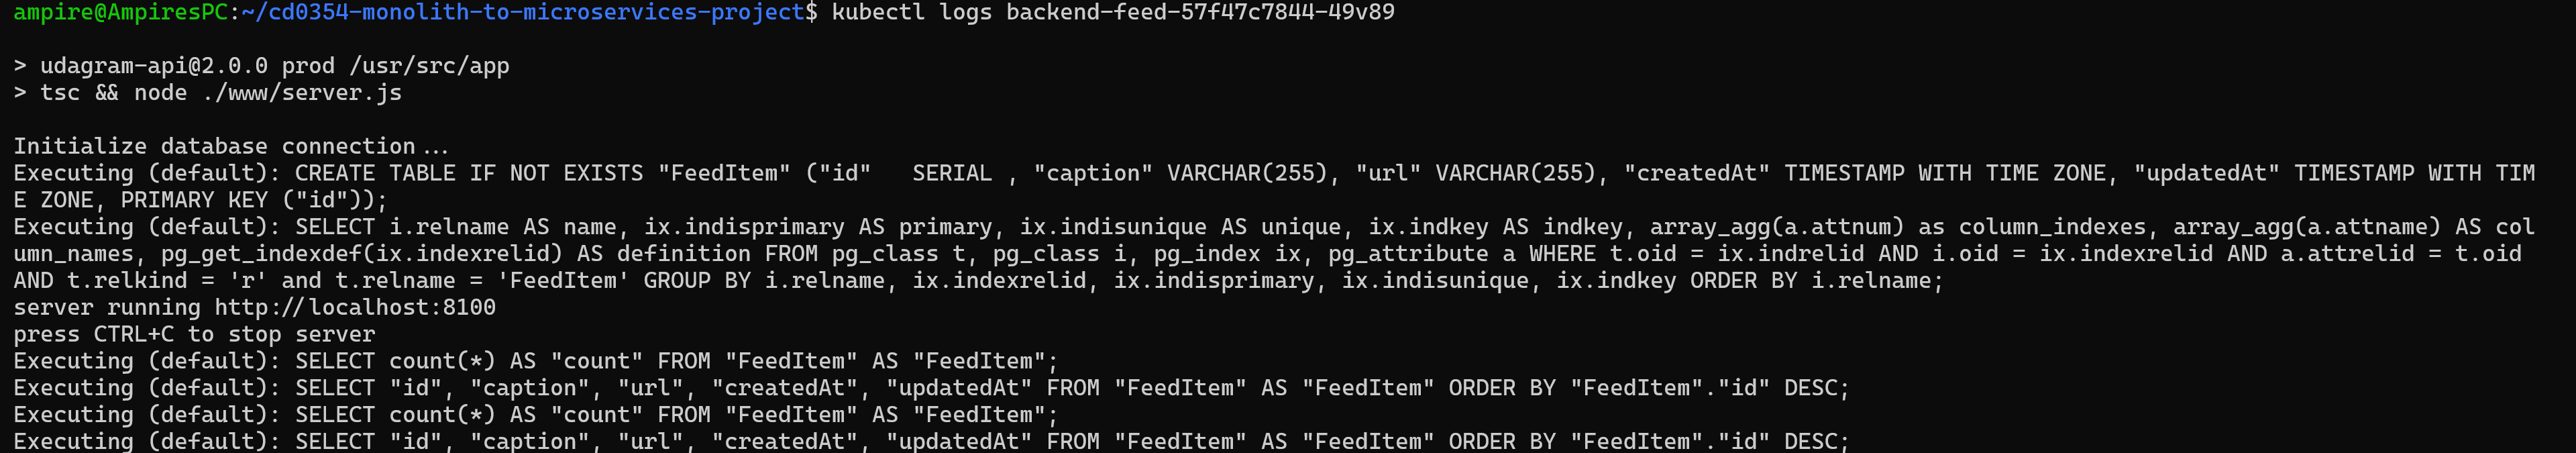 ampire@AmpiresPC:~/cd0354-monolith-to-microservices-project$ kubectl logs backend-feed-57f47c7844-49v89
> udagram-api@2.0.0 prod /usr/src/app
> tsc && node ./www/server.js
Initialize database connection...
Executing (default): CREATE TABLE IF NOT EXISTS "FeedItem" ("id"   SERIAL , "caption" VARCHAR(255), "url" VARCHAR(255), "createdAt" TIMESTAMP WITH TIME ZONE, "updatedAt" TIMESTAMP WITH TIM
E ZONE, PRIMARY KEY ("id"));
Executing (default): SELECT i.relname AS name, ix.indisprimary AS primary, ix.indisunique AS unique, ix.indkey AS indkey, array_agg(a.attnum) as column_indexes, array_agg(a.attname) AS col
umn_names, pg_get_indexdef(ix.indexrelid) AS definition FROM pg_class t, pg_class i, pg_index ix, pg_attribute a WHERE t.oid = ix.indrelid AND i.oid = ix.indexrelid AND a.attrelid = t.oid
AND t.relkind = 'r' and t.relname = 'FeedItem' GROUP BY i.relname, ix.indexrelid, ix.indisprimary, ix.indisunique, ix.indkey ORDER BY i.relname;
server running http://localhost:8100
press CTRL+C to stop server
Executing (default): SELECT count(*) AS "count" FROM "FeedItem" AS "FeedItem";
Executing (default): SELECT "id", "caption", "url", "createdAt", "updatedAt" FROM "FeedItem" AS "FeedItem" ORDER BY "FeedItem"."id" DESC;
Executing (default): SELECT count(*) AS "count" FROM "FeedItem" AS "FeedItem";
Executing (default): SELECT "id", "caption", "url", "createdAt", "updatedAt" FROM "FeedItem" AS "FeedItem" ORDER BY "FeedItem"."id" DESC;